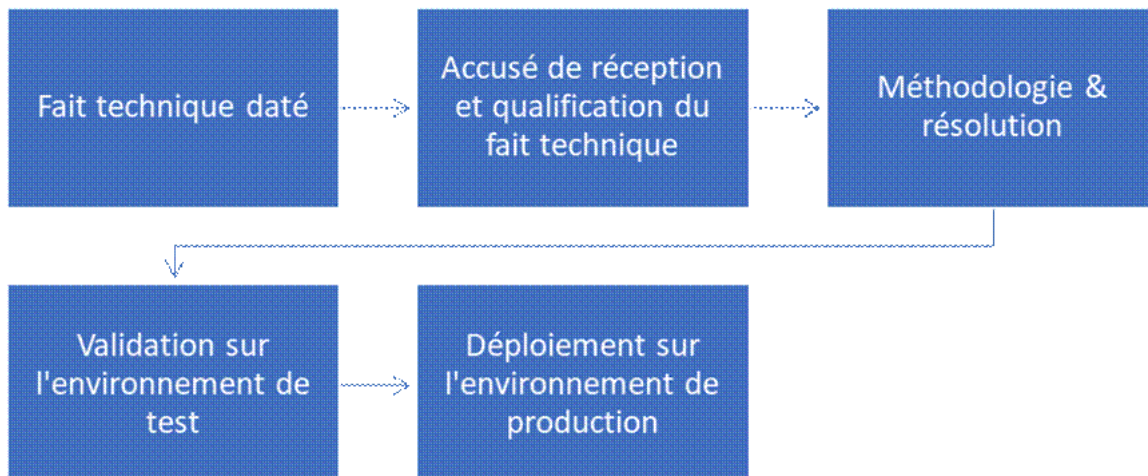 Fait technique daté
Accusé de réception
et qualification du
fait technique
Méthodologie &
résolution
Validation sur
l'environnement de
test
Déploiement sur
l'environnement de
production